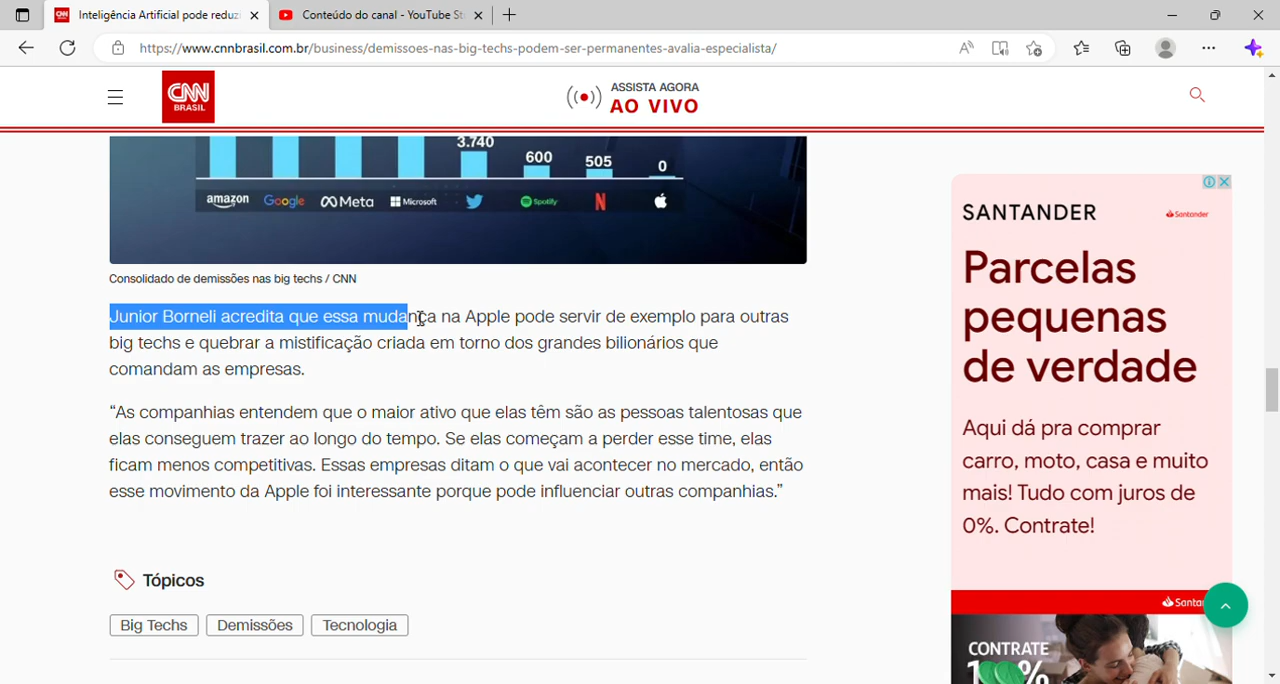 Inteligência Artificial pode reduzi
Conteúdo do canal - YouTube St
https://www.cnnbrasil.com.br/business/demissoes-nas-big-techs-podem-ser-permanentes-avalia-especialista/
CNN
BRASIL
ASSISTA AGORA
AO VIVO
3.740
600
505
0
amazon
Google
Meta
Microsoft
Spotify
N
Consolidado de demissões nas big techs / CNN
Junior Borneli acredita que essa mudança na Apple pode servir de exemplo para outras
big techs e quebrar a mistificação criada em torno dos grandes bilionários que
comandam as empresas.
“As companhias entendem que o maior ativo que elas têm são as pessoas talentosas que
elas conseguem trazer ao longo do tempo. Se elas começam a perder esse time, elas
ficam menos competitivas. Essas empresas ditam o que vai acontecer no mercado, então
esse movimento da Apple foi interessante porque pode influenciar outras companhias.”
Tópicos
Big Techs
Demissões
Tecnologia
SANTANDER
Santander
Parcelas
pequenas
de verdade
Aqui dá pra comprar
carro, moto, casa e muito
mais! Tudo com juros de
0%. Contrate!
Santan
CONTRATE